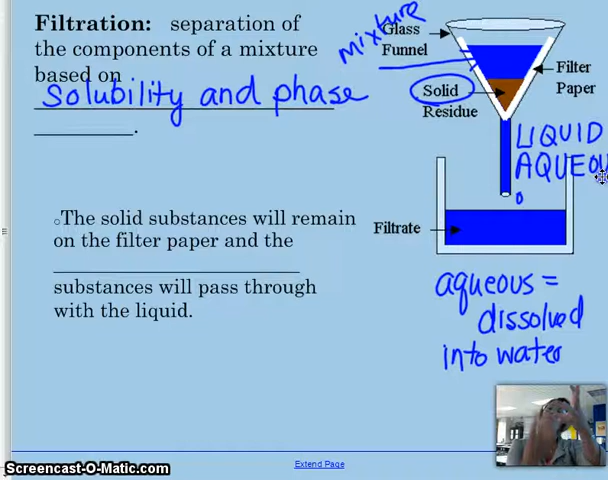 Filtration: separation of
the components of a mixture
based on
solubility and phase
.
The solid substances will remain
on the filter paper and the
substances will pass through
with the liquid.
mixture
Glass
Funnel
Filter
Paper
Solid
Residue
LIQUID
AQUEOU
Filtrate
aqueous =
dissolved
into water
Screencast-O-Matic.com
Extend Page